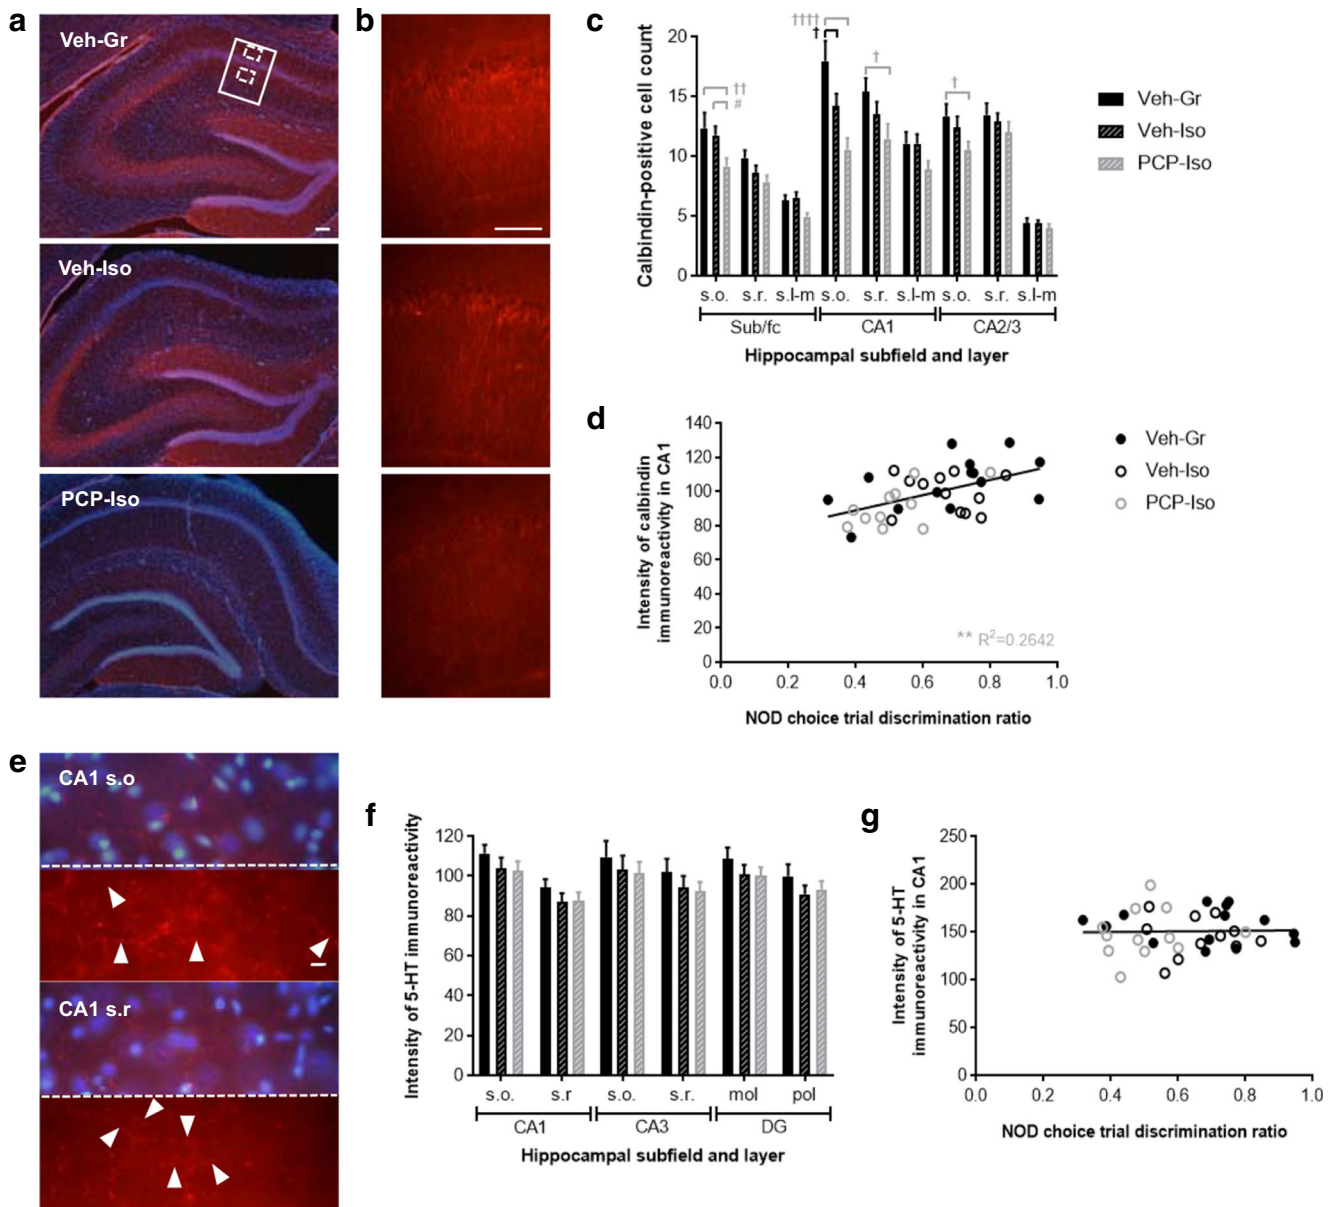 a
Veh-Gr
Veh-Iso
PCP-Iso
b
c
Calbindin-positive cell count
20
15
10
5
0
††††
†
††
#
†
†
s.o. s.r. s.l-m s.o. s.r. s.l-m s.o. s.r. s.l-m
Sub/fc CA1 CA2/3
Hippocampal subfield and layer
Veh-Gr
Veh-Iso
PCP-Iso
d
Intensity of calbindin
immunoreactivity in CA1
140
120
100
80
60
40
20
0
** R²=0.2642
0.0 0.2 0.4 0.6 0.8 1.0
NOD choice trial discrimination ratio
Veh-Gr
Veh-Iso
PCP-Iso
e
CA1 s.o
CA1 s.r
f
Intensity of 5-HT immunoreactivity
120
100
80
60
40
20
0
s.o. s.r s.o. s.r. mol pol
CA1 CA3 DG
Hippocampal subfield and layer
g
Intensity of 5-HT
immunoreactivity in CA1
250
200
150
100
50
0
0.0 0.2 0.4 0.6 0.8 1.0
NOD choice trial discrimination ratio